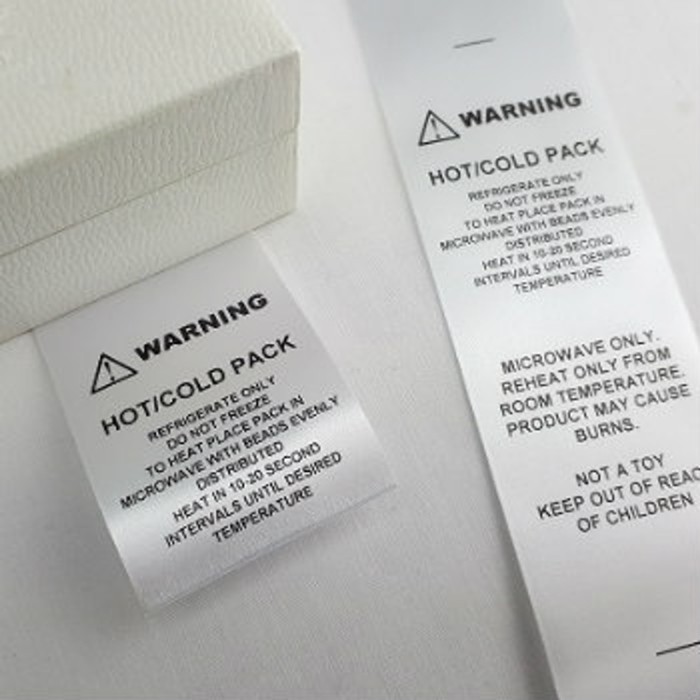 WARNING
HOT/COLD PACK
REFRIGERATE ONLY
DO NOT FREEZE
TO HEAT PLACE PACK IN
MICROWAVE WITH BEADS EVENLY
DISTRIBUTED
HEAT IN 10-20 SECOND
INTERVALS UNTIL DESIRED
TEMPERATURE
WARNING
HOT/COLD PACK
REFRIGERATE ONLY
DO NOT FREEZE
TO HEAT PLACE PACK IN
MICROWAVE WITH BEADS EVENLY
DISTRIBUTED
HEAT IN 10-20 SECOND
INTERVALS UNTIL DESIRED
TEMPERATURE
MICROWAVE ONLY.
REHEAT ONLY FROM
ROOM TEMPERATURE.
PRODUCT MAY CAUSE
BURNS.
NOT A TOY
KEEP OUT OF REAC
OF CHILDREN